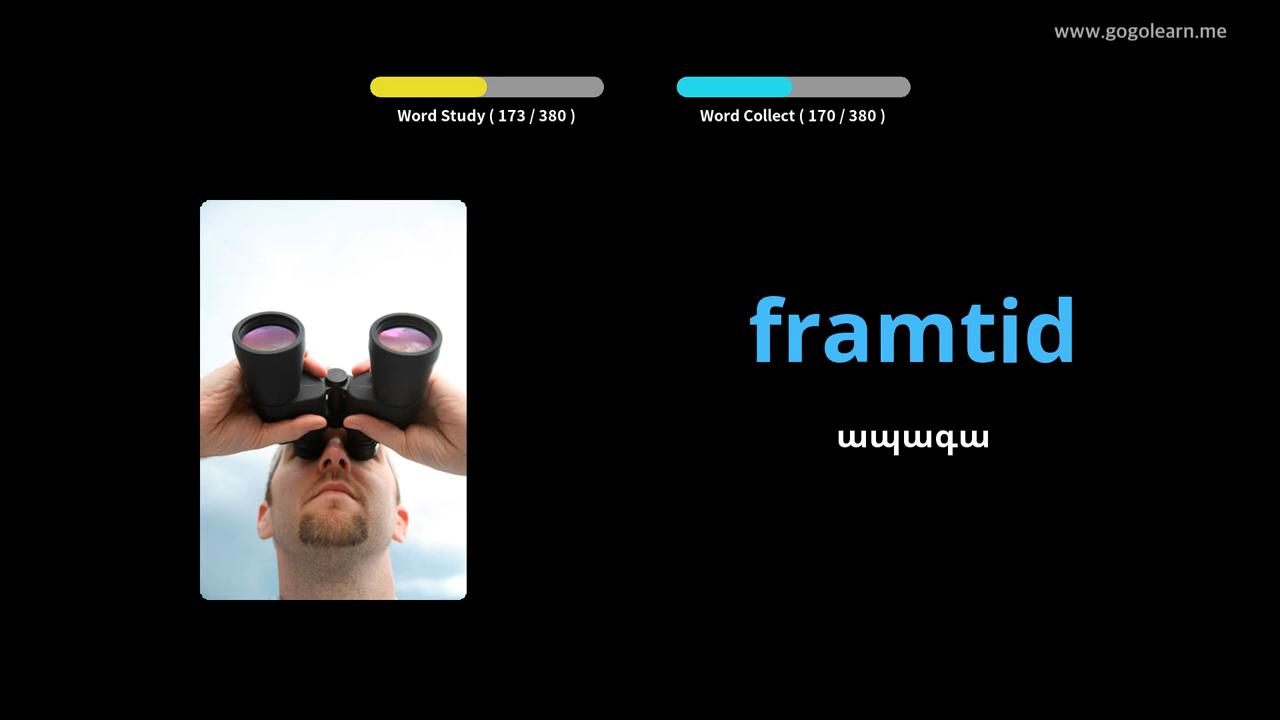 www.gogolearn.me
Word Study ( 173 / 380 )
Word Collect ( 170 / 380 )
framtid
ապագա